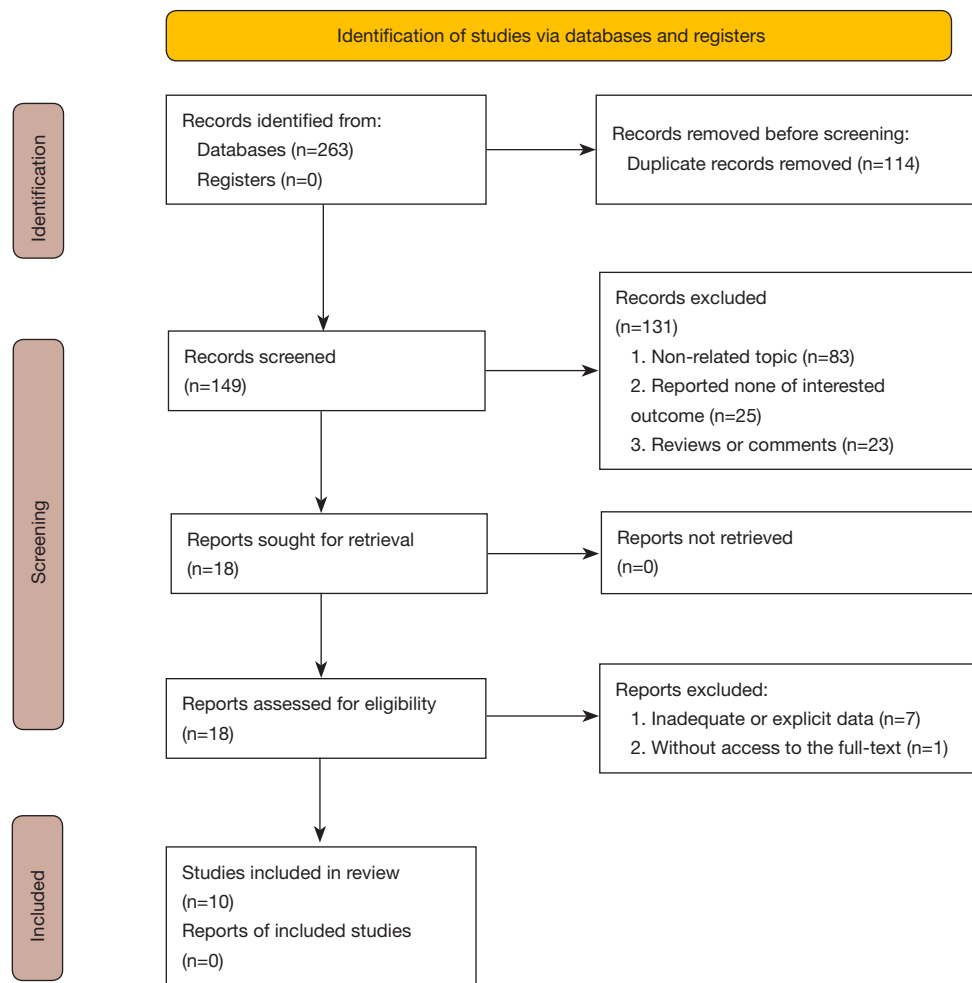 Identification of studies via databases and registers
Identification
Records identified from:
Databases (n=263)
Registers (n=0)
Records removed before screening:
Duplicate records removed (n=114)
Screening
Records screened
(n=149)
Records excluded
(n=131)
1. Non-related topic (n=83)
2. Reported none of interested
outcome (n=25)
3. Reviews or comments (n=23)
Reports sought for retrieval
(n=18)
Reports not retrieved
(n=0)
Reports assessed for eligibility
(n=18)
Reports excluded:
1. Inadequate or explicit data (n=7)
2. Without access to the full-text (n=1)
Included
Studies included in review
(n=10)
Reports of included studies
(n=0)